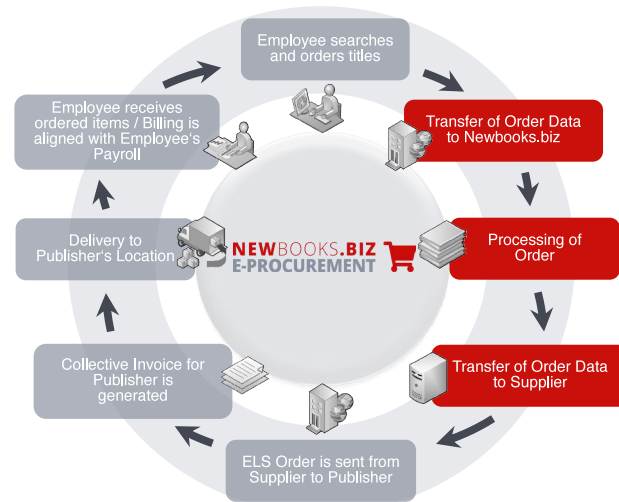 Employee searches
and orders titles
Transfer of Order Data
to Newbooks.biz
Processing of
Order
Transfer of Order Data
to Supplier
ELS Order is sent from
Supplier to Publisher
Collective Invoice for
Publisher is
generated
Delivery to
Publisher's Location
Employee receives
ordered items / Billing is
aligned with Employee's
Payroll
NEWBOOKS.BIZ
E-PROCUREMENT